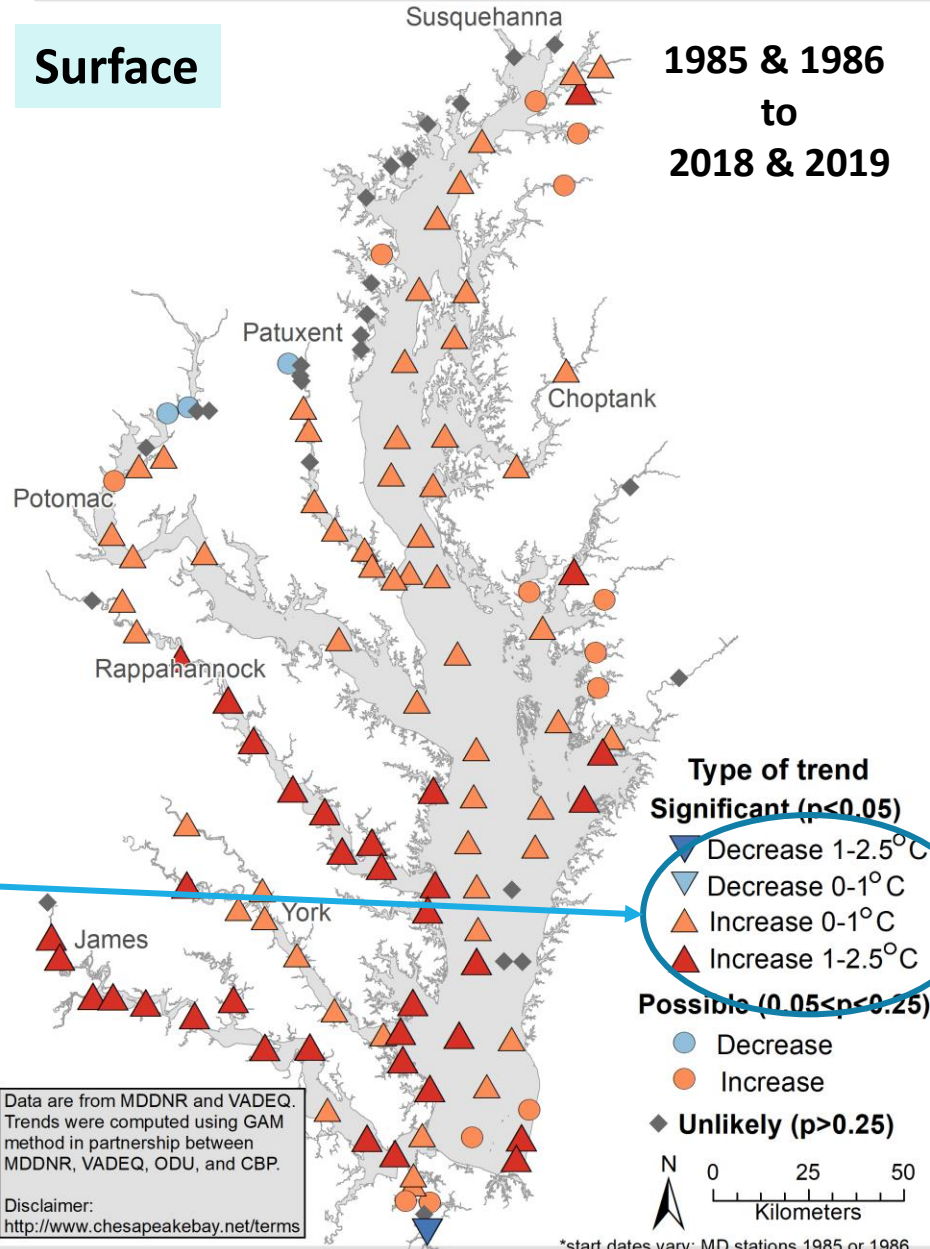 Surface
1985 & 1986
to
2018 & 2019
Susquehanna
Patuxent
Choptank
Potomac
Rappahannock
York
James
Type of trend
Significant (p<0.05)
Decrease 1-2.5°C
Decrease 0-1°C
Increase 0-1°C
Increase 1-2.5°C
Possible (0.05<p<0.25)
Decrease
Increase
Unlikely (p>0.25)
N
0 25 50
Kilometers
Data are from MDDNR and VADEQ.
Trends were computed using GAM
method in partnership between
MDDNR, VADEQ, ODU, and CBP.
Disclaimer:
http://www.chesapeakebay.net/terms
*start dates vary: MD stations 1985 or 1986